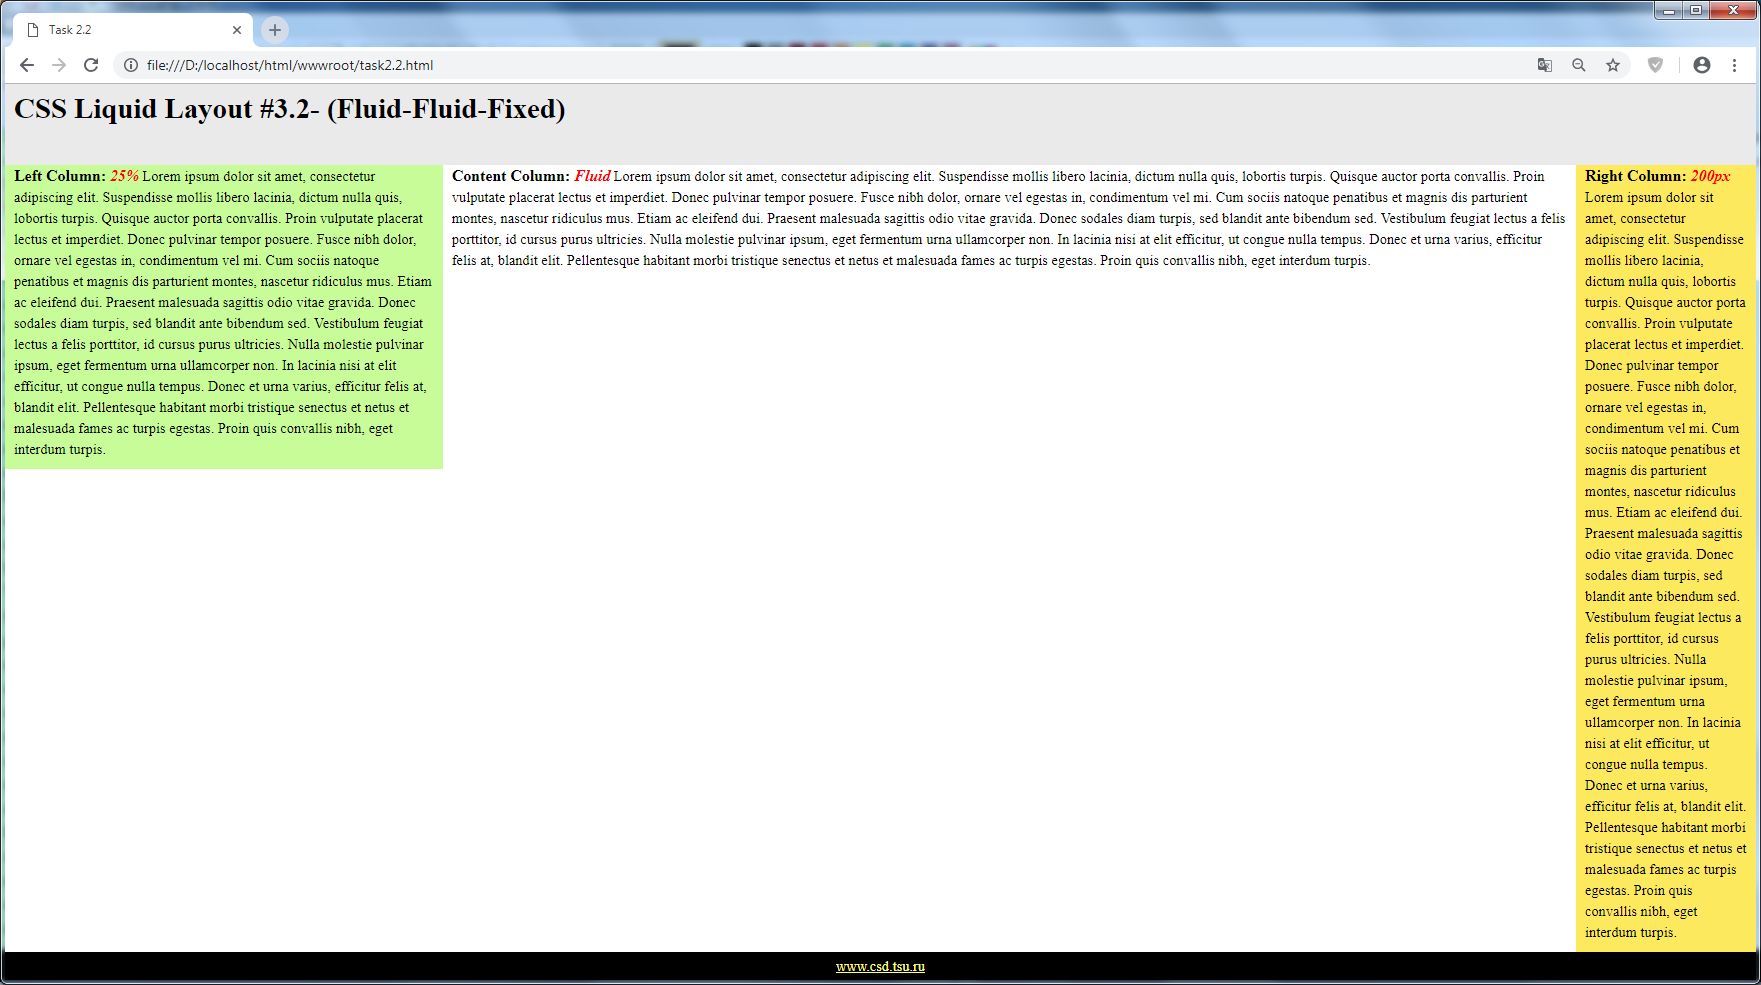 Task 2.2
file:///D:/localhost/html/wwwroot/task2.2.html
CSS Liquid Layout #3.2- (Fluid-Fluid-Fixed)
Left Column: 25% Lorem ipsum dolor sit amet, consectetur
adipiscing elit. Suspendisse mollis libero lacinia, dictum nulla quis,
lobortis turpis. Quisque auctor porta convallis. Proin vulputate placerat
lectus et imperdiet. Donec pulvinar tempor posuere. Fusce nibh dolor,
ornare vel egestas in, condimentum vel mi. Cum sociis natoque
penatibus et magnis dis parturient montes, nascetur ridiculus mus. Etiam
ac eleifend dui. Praesent malesuada sagittis odio vitae gravida. Donec
sodales diam turpis, sed blandit ante bibendum sed. Vestibulum feugiat
lectus a felis porttitor, id cursus purus ultricies. Nulla molestie pulvinar
ipsum, eget fermentum urna ullamcorper non. In lacinia nisi at elit
efficitur, ut congue nulla tempus. Donec et urna varius, efficitur felis at,
blandit elit. Pellentesque habitant morbi tristique senectus et netus et
malesuada fames ac turpis egestas. Proin quis convallis nibh, eget
interdum turpis.
Content Column: Fluid Lorem ipsum dolor sit amet, consectetur adipiscing elit. Suspendisse mollis libero lacinia, dictum nulla quis, lobortis turpis. Quisque auctor porta convallis. Proin
vulputate placerat lectus et imperdiet. Donec pulvinar tempor posuere. Fusce nibh dolor, ornare vel egestas in, condimentum vel mi. Cum sociis natoque penatibus et magnis dis parturient
montes, nascetur ridiculus mus. Etiam ac eleifend dui. Praesent malesuada sagittis odio vitae gravida. Donec sodales diam turpis, sed blandit ante bibendum sed. Vestibulum feugiat lectus a felis
porttitor, id cursus purus ultricies. Nulla molestie pulvinar ipsum, eget fermentum urna ullamcorper non. In lacinia nisi at elit efficitur, ut congue nulla tempus. Donec et urna varius, efficitur
felis at, blandit elit. Pellentesque habitant morbi tristique senectus et netus et malesuada fames ac turpis egestas. Proin quis convallis nibh, eget interdum turpis.
Right Column: 200px
Lorem ipsum dolor sit
amet, consectetur
adipiscing elit. Suspendisse
mollis libero lacinia,
dictum nulla quis, lobortis
turpis. Quisque auctor porta
convallis. Proin vulputate
placerat lectus et imperdiet.
Donec pulvinar tempor
posuere. Fusce nibh dolor,
ornare vel egestas in,
condimentum vel mi. Cum
sociis natoque penatibus et
magnis dis parturient
montes, nascetur ridiculus
mus. Etiam ac eleifend dui.
Praesent malesuada sagittis
odio vitae gravida. Donec
sodales diam turpis, sed
blandit ante bibendum sed.
Vestibulum feugiat lectus a
felis porttitor, id cursus
purus ultricies. Nulla
molestie pulvinar ipsum,
eget fermentum urna
ullamcorper non. In lacinia
nisi at elit efficitur, ut
congue nulla tempus.
Donec et urna varius,
efficitur felis at, blandit elit.
Pellentesque habitant morbi
tristique senectus et netus et
malesuada fames ac turpis
egestas. Proin quis
convallis nibh, eget
interdum turpis.
www.csd.tsu.ru